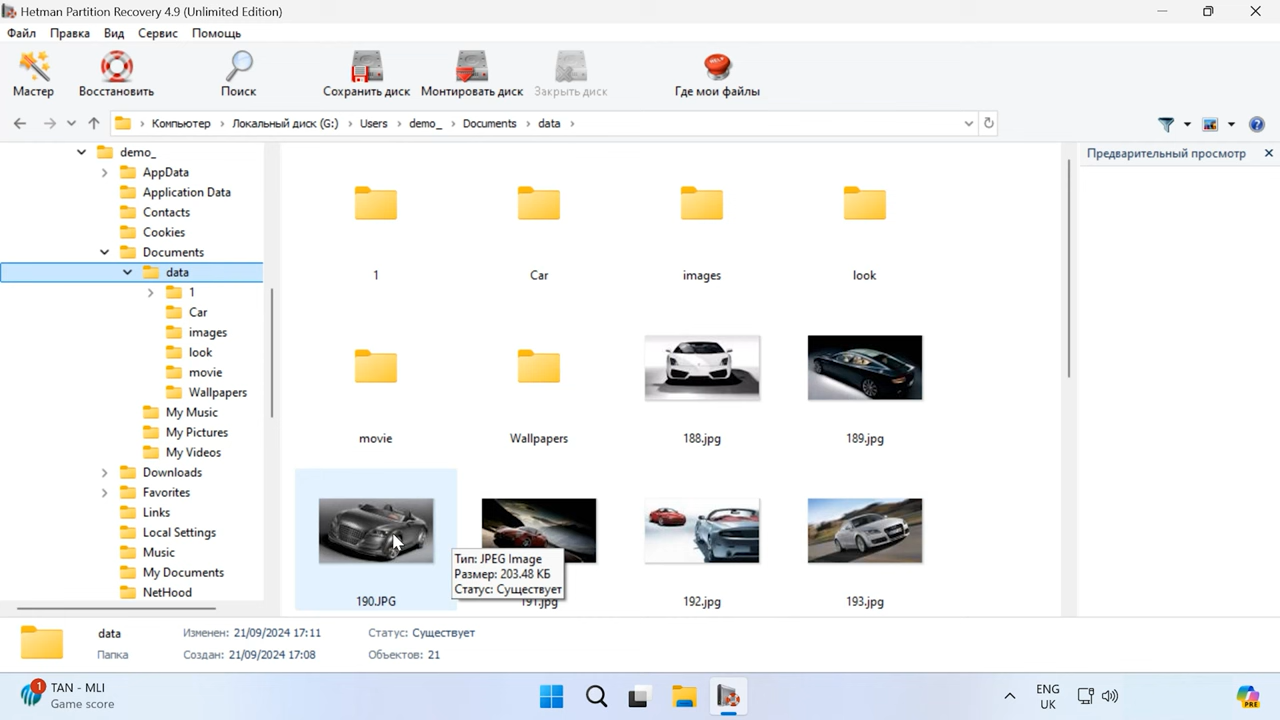 Hetman Partition Recovery 4.9 (Unlimited Edition)
Файл Правка Вид Сервис Помощь
Мастер Восстановить Поиск Сохранить диск Монтировать диск Закрыть диск Где мои файлы
HELP
Компьютер Локальный диск (G:) Users demo_ Documents data
Предварительный просмотр
demo_
AppData
Application Data
Contacts
Cookies
Documents
data
1
Car
images
look
movie
Wallpapers
My Music
My Pictures
My Videos
Downloads
Favorites
Links
Local Settings
Music
My Documents
NetHood
1 Car images look
movie Wallpapers 188.jpg 189.jpg
190.JPG 191.jpg 192.jpg 193.jpg
Тип: JPEG Image
Размер: 203.48 КБ
Статус: Существует
data Изменен: 21/09/2024 17:11 Статус: Существует
Папка Создан: 21/09/2024 17:08 Объектов: 21
1 TAN - MLI
Game score
ENG
UK
PRE